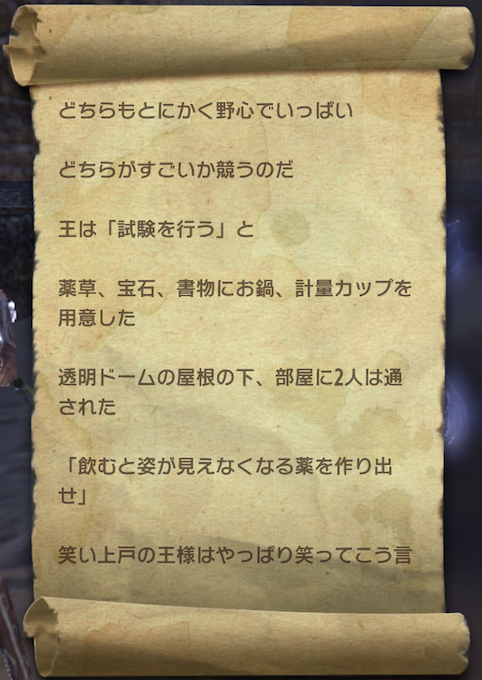 どちらもとにかく野心でいっぱい
どちらがすごいか競うのだ
王は「試験を行う」と
薬草、宝石、書物にお鍋、計量カップを
用意した
透明ドームの屋根の下、部屋に2人は通
された
「飲むと姿が見えなくなる薬を作り出
せ」
笑い上戸の王様はやっぱり笑ってこう言